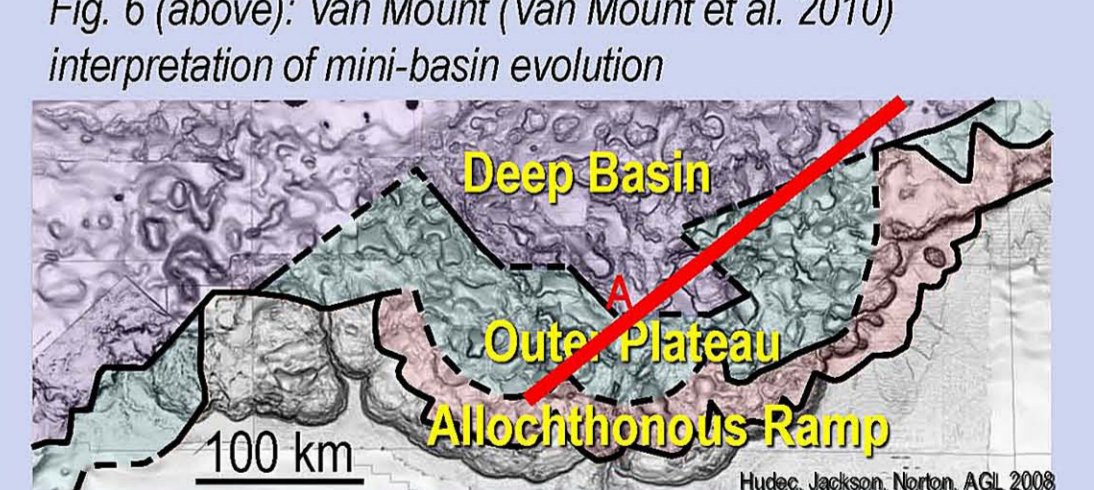 Fig. 6 (above): Van Mount (Van Mount et al. 2010)
interpretation of mini-basin evolution
Deep Basin
A
Outer Plateau
Allochthonous Ramp
100 km
Hudec, Jackson, Norton, AGL 2008